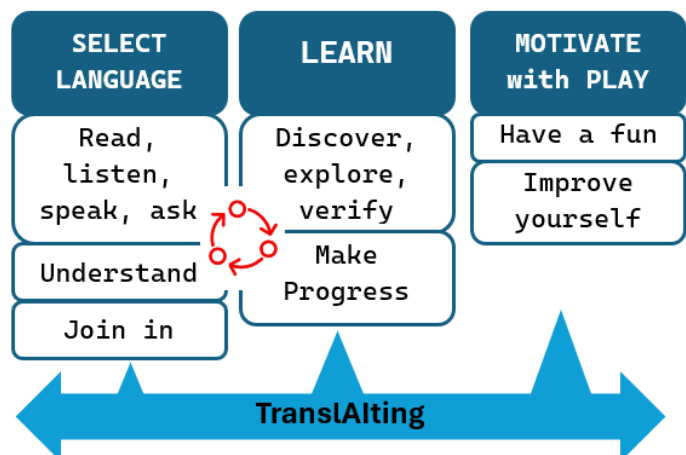 SELECT
LANGUAGE
Read,
listen,
speak, ask
Understand
Join in
LEARN
Discover,
explore,
verify
Make
Progress
MOTIVATE
with PLAY
Have a fun
Improve
yourself
TranslAIting